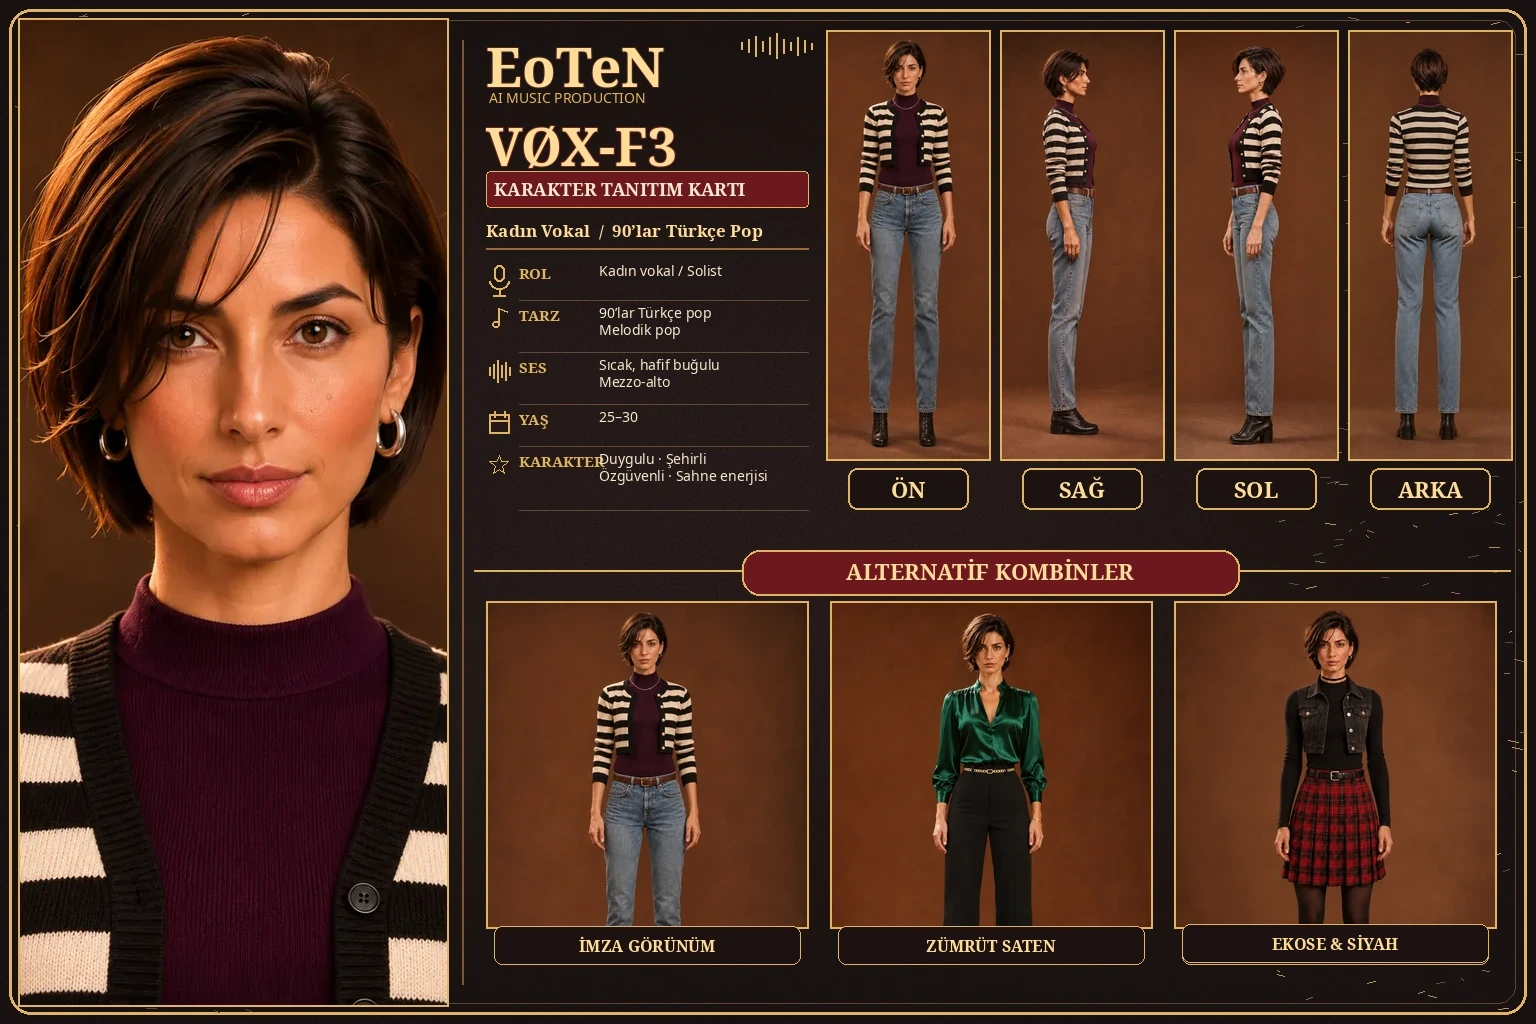 EoTeN
AI MUSIC PRODUCTION
VØX-F3
KARAKTER TANITIM KARTI
Kadın Vokal / 90’lar Türkçe Pop
ROL
Kadın vokal / Solist
TARZ
90’lar Türkçe pop
Melodik pop
SES
Sıcak, hafif buğulu
Mezzo-alto
YAŞ
25–30
KARAKTER
Duygulu · Şehirli
Özgüvenli · Sahne enerjisi
ÖN
SAĞ
SOL
ARKA
ALTERNATİF KOMBİNLER
İMZA GÖRÜNÜM
ZÜMRÜT SATEN
EKOSE & SİYAH